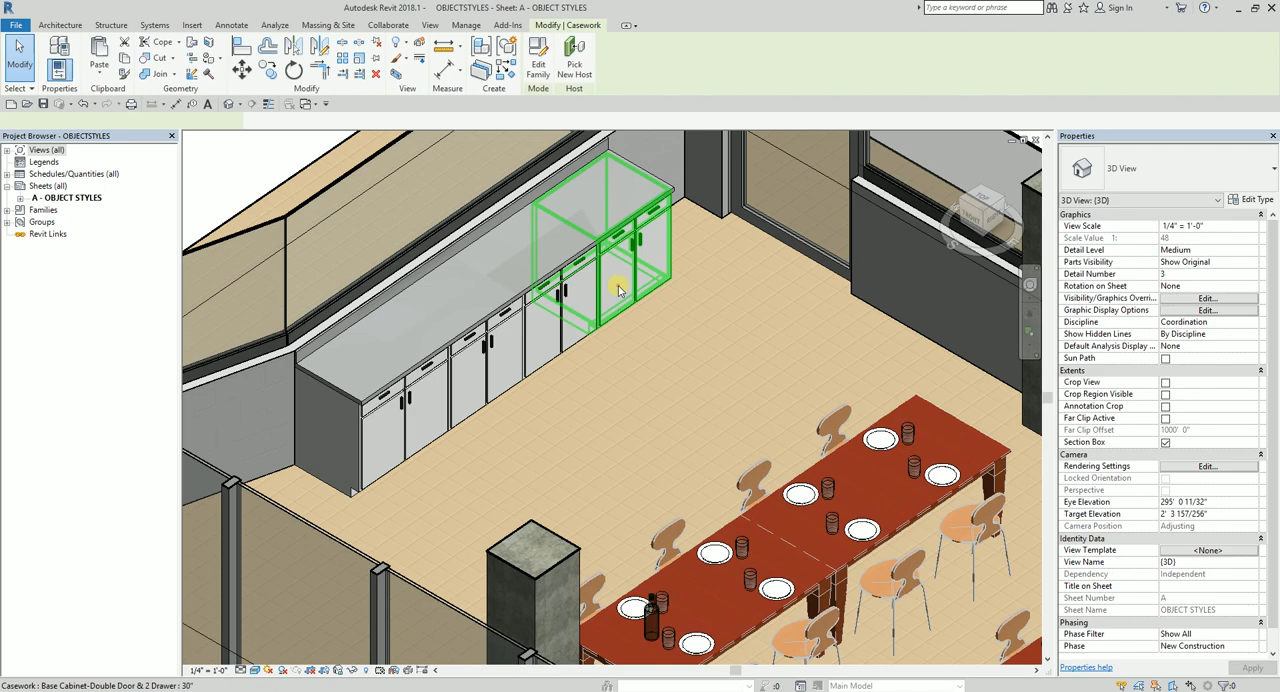 Autodesk Revit 2018.1 - OBJECTSTYLES - Sheet: A - OBJECT STYLES
Type a keyword or phrase
Sign In
File Architecture Structure Systems Insert Annotate Analyze Massing & Site Collaborate View Manage Add-Ins Modify | Casework
Modify
Paste
Cope
Cut
Join
Edit Family
Pick New Host
Select Properties Clipboard Geometry Modify View Measure Create Mode Host
Project Browser - OBJECTSTYLES
Views (all)
Legends
Schedules/Quantities (all)
Sheets (all)
A - OBJECT STYLES
Families
Groups
Revit Links
TOP
FRONT
Properties
3D View
3D View: {3D}
Edit Type
Graphics
View Scale 1/4" = 1'-0"
Scale Value 1: 48
Detail Level Medium
Parts Visibility Show Original
Detail Number 3
Rotation on Sheet None
Visibility/Graphics Overri... Edit...
Graphic Display Options Edit...
Discipline Coordination
Show Hidden Lines By Discipline
Default Analysis Display ... None
Sun Path
Extents
Crop View
Crop Region Visible
Annotation Crop
Far Clip Active
Far Clip Offset 1000' 0"
Section Box
Camera
Rendering Settings Edit...
Locked Orientation
Perspective
Eye Elevation 295' 0 11/32"
Target Elevation 2' 3 157/256"
Camera Position Adjusting
Identity Data
View Template <None>
View Name {3D}
Dependency Independent
Title on Sheet
Sheet Number A
Sheet Name OBJECT STYLES
Phasing
Phase Filter Show All
Phase New Construction
Properties help
Apply
1/4" = 1'-0"
Casework : Base Cabinet-Double Door & 2 Drawer : 30"
:0
Main Model
:0